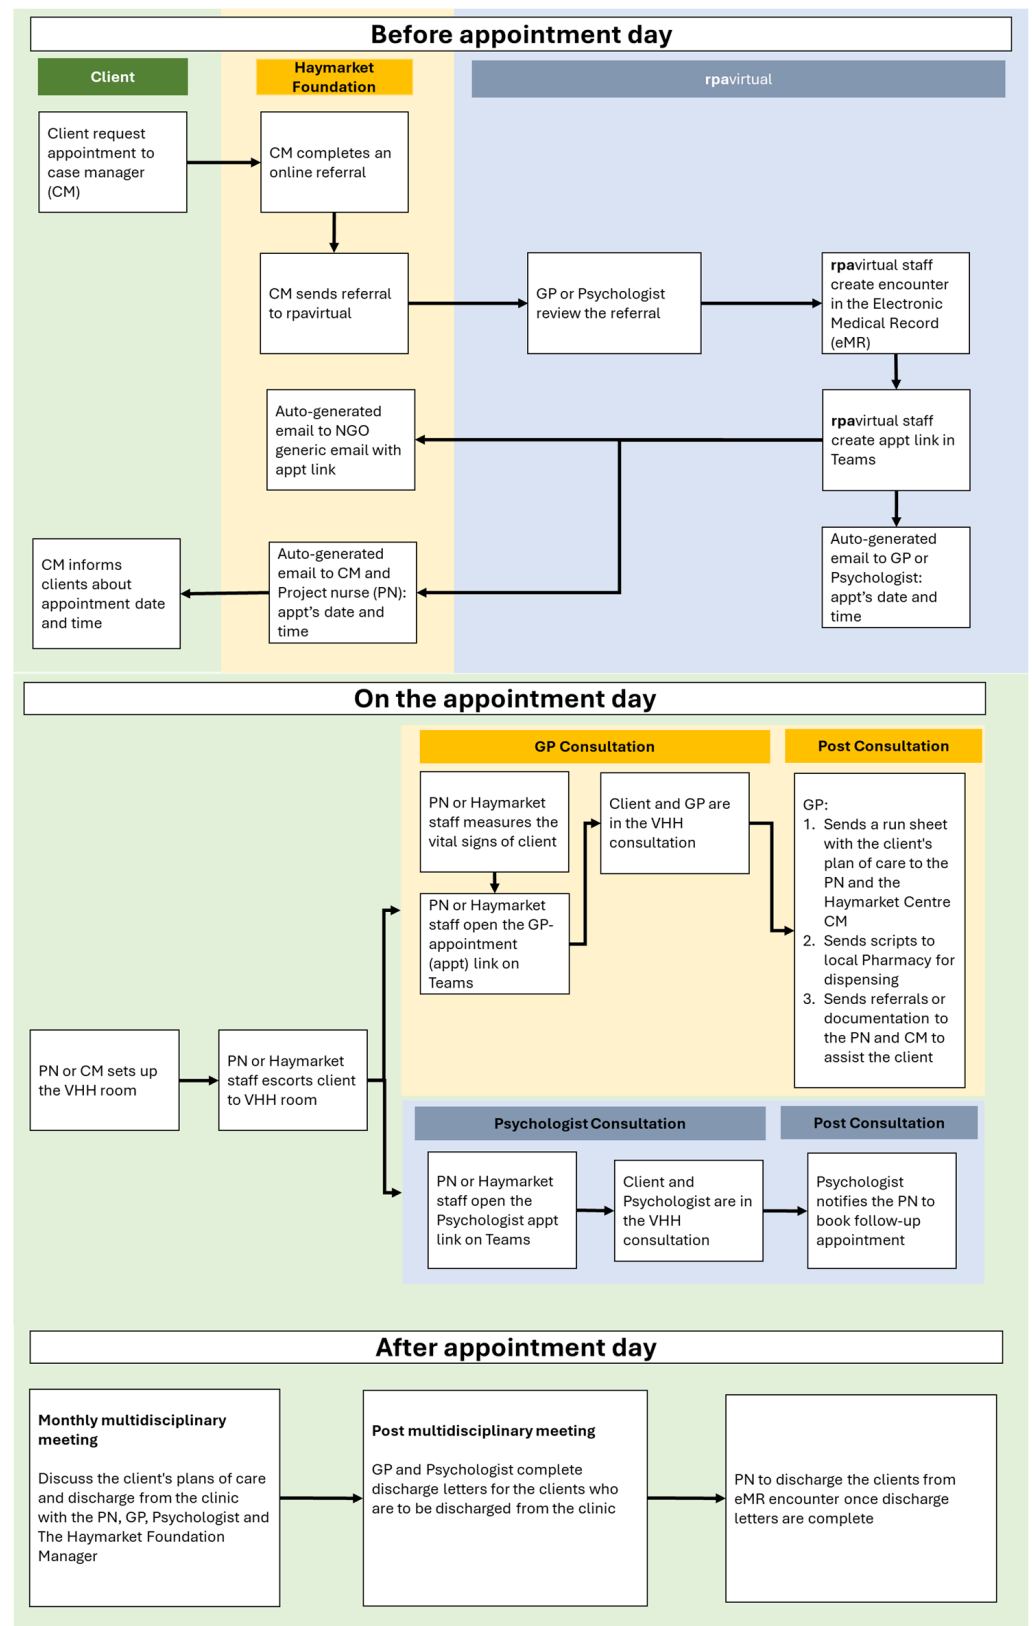 Before appointment day
Client
Haymarket
Foundation
rpavirtual
Client request
appointment to
case manager
(CM)
CM completes an
online referral
CM sends referral
to rpavirtual
GP or Psychologist
review the referral
rpavirtual staff
create encounter
in the Electronic
Medical Record
(eMR)
Auto-generated
email to NGO
generic email with
appt link
rpavirtual staff
create appt link in
Teams
CM informs
clients about
appointment date
and time
Auto-generated
email to CM and
Project nurse (PN):
appt's date and
time
Auto-generated
email to GP or
Psychologist:
appt's date and
time
On the appointment day
GP Consultation
Post Consultation
PN or Haymarket
staff measures the
vital signs of client
Client and GP are
in the VHH
consultation
PN or Haymarket
staff open the GP-
appointment
(appt) link on
Teams
GP:
1. Sends a run sheet
with the client's
plan of care to the
PN and the
Haymarket Centre
CM
2. Sends scripts to
local Pharmacy for
dispensing
3. Sends referrals or
documentation to
the PN and CM to
assist the client
PN or CM sets up
the VHH room
PN or Haymarket
staff escorts client
to VHH room
Psychologist Consultation
Post Consultation
PN or Haymarket
staff open the
Psychologist appt
link on Teams
Client and
Psychologist are in
the VHH
consultation
Psychologist
notifies the PN to
book follow-up
appointment
After appointment day
Monthly multidisciplinary
meeting
Discuss the client's plans of care
and discharge from the clinic
with the PN, GP, Psychologist and
The Haymarket Foundation
Manager
Post multidisciplinary meeting
GP and Psychologist complete
discharge letters for the clients who
are to be discharged from the clinic
PN to discharge the clients from
eMR encounter once discharge
letters are complete